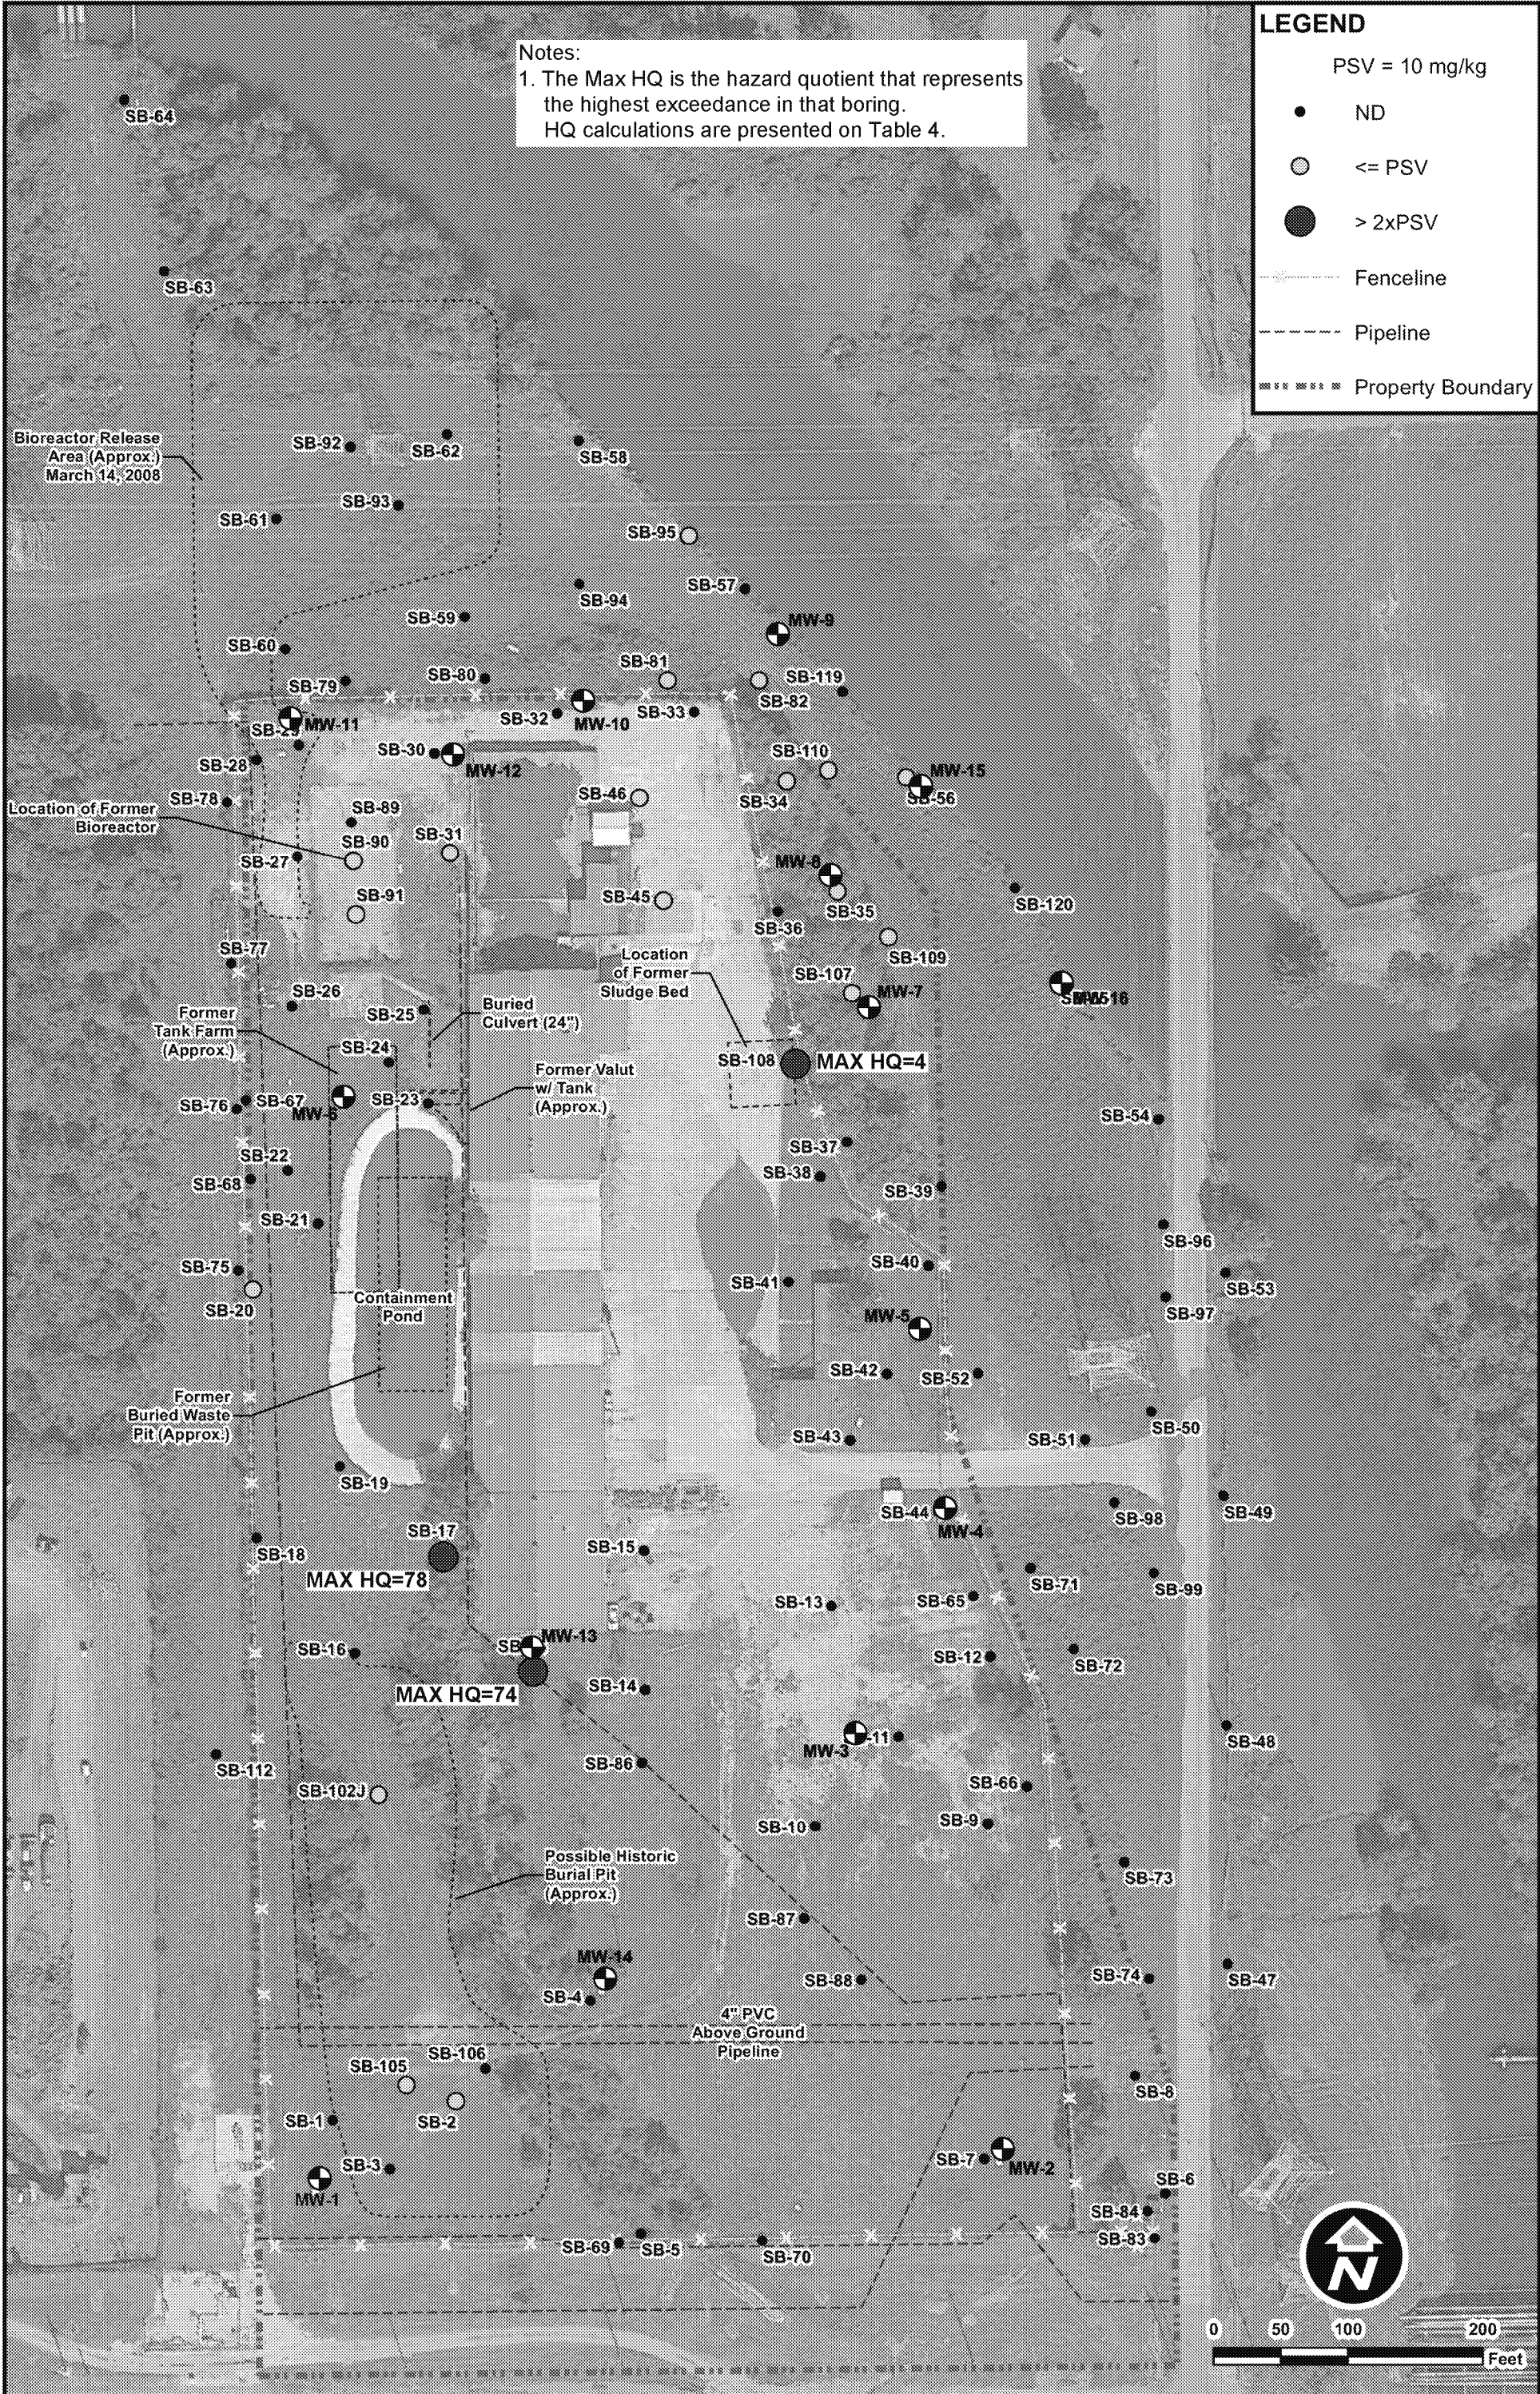 Notes:
1. The Max HQ is the hazard quotient that represents
the highest exceedance in that boring.
HQ calculations are presented on Table 4.
LEGEND
PSV = 10 mg/kg
ND
<= PSV
> 2xPSV
Fenceline
Pipeline
Property Boundary
SB-64
SB-63
Bioreactor Release
Area (Approx.)
March 14, 2008
SB-92
SB-62
SB-58
SB-93
SB-61
SB-95
SB-94
SB-57
SB-59
MW-9
SB-60
SB-81
SB-80
SB-79
SB-119
SB-82
SB-32
MW-10
SB-33
MW-11
SB-30
MW-12
SB-28
SB-110
MW-15
SB-34
SB-56
SB-46
SB-78
Location of Former
Bioreactor
SB-89
SB-90
SB-31
SB-27
MW-8
SB-91
SB-45
SB-35
SB-120
SB-36
SB-109
SB-77
Location
of Former
Sludge Bed
SB-107
MW-7
SB-26
SB-25
Buried
Culvert (24")
Former
Tank Farm
(Approx.)
SB-24
SB-108
MAX HQ=4
Former Valut
w/ Tank
(Approx.)
SB-76
SB-67
MW-6
SB-23
SB-54
SB-37
SB-22
SB-68
SB-38
SB-39
SB-21
SB-96
SB-75
SB-20
SB-40
SB-41
SB-53
SB-97
Containment
Pond
MW-5
SB-42
SB-52
Former
Buried Waste
Pit (Approx.)
SB-50
SB-43
SB-51
SB-19
SB-44
MW-4
SB-98
SB-49
SB-17
SB-18
SB-15
MAX HQ=78
SB-71
SB-99
SB-13
SB-65
MW-13
SB-16
SB-12
SB-72
MAX HQ=74
SB-14
MW-3
SB-48
SB-112
SB-86
SB-102J
SB-66
SB-10
SB-9
Possible Historic
Burial Pit
(Approx.)
SB-73
SB-87
MW-14
SB-88
SB-74
SB-47
SB-4
4" PVC
Above Ground
Pipeline
SB-105
SB-106
SB-8
SB-1
SB-2
SB-3
SB-7
MW-2
MW-1
SB-6
SB-84
SB-83
SB-69
SB-5
SB-70
N
0 50 100 200
Feet